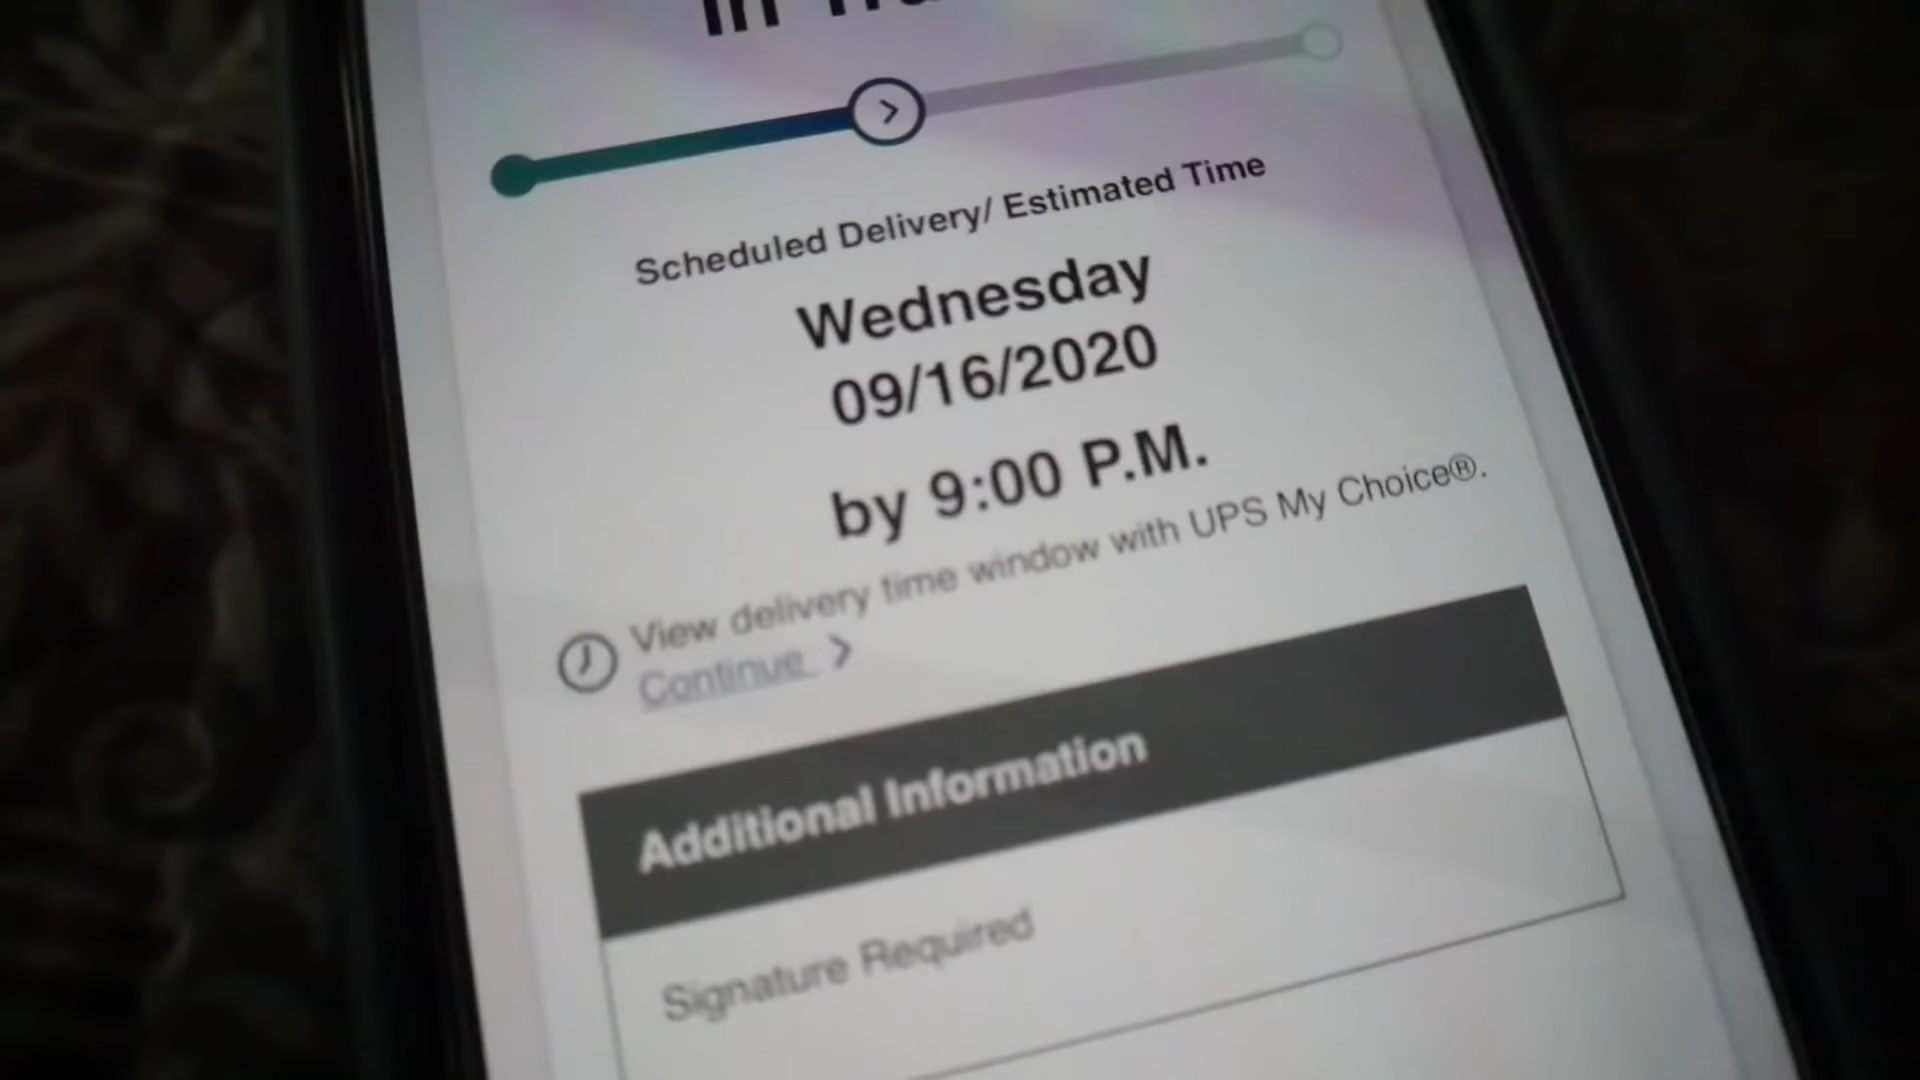 In
Scheduled Delivery/ Estimated Time
Wednesday
09/16/2020
by 9:00 P.M.
View delivery time window with UPS My Choice®.
Continue
Additional Information
Signature Required